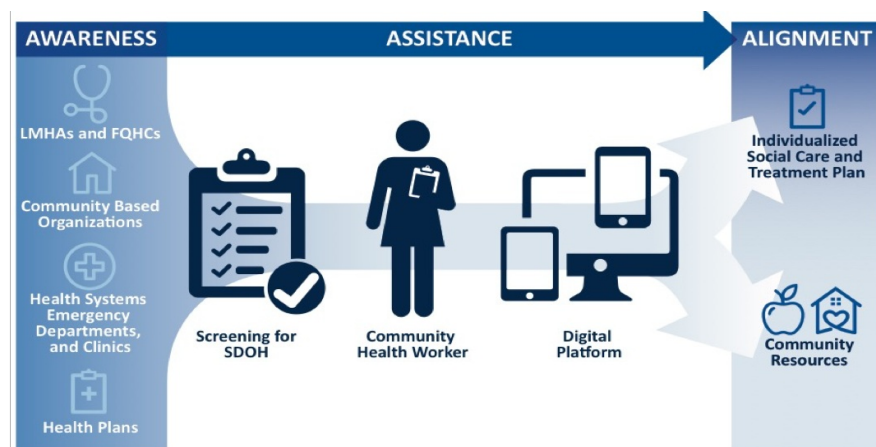 AWARENESS
ASSISTANCE
ALIGNMENT
LMHAs and FQHCs
Community Based
Organizations
Health Systems
Emergency
Departments,
and Clinics
Health Plans
Screening for
SDOH
Community
Health Worker
Digital
Platform
Individualized
Social Care and
Treatment Plan
Community
Resources